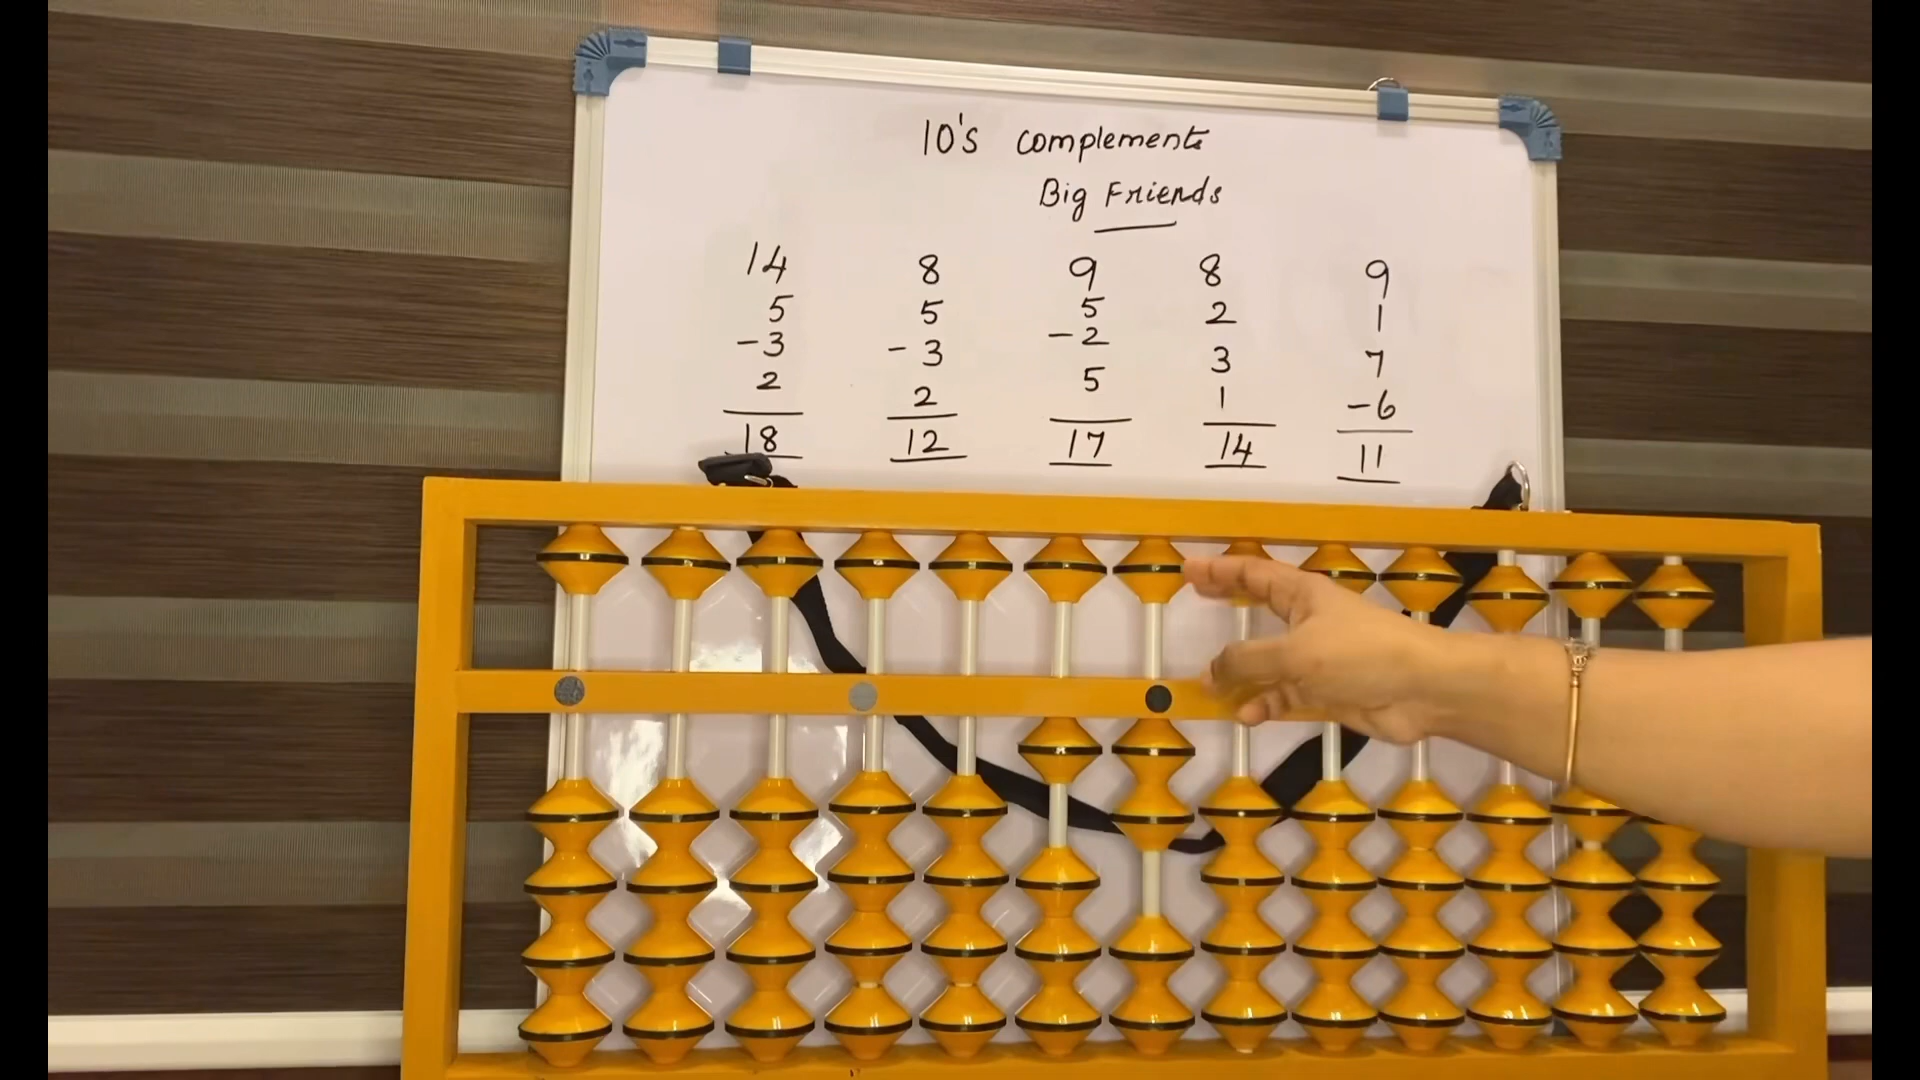 10's complements
Big Friends
14 8 9 8 9
5 5 5 2 1
-3 -3 -2 3 7
2 2 5 1 -6
18 12 17 14 11